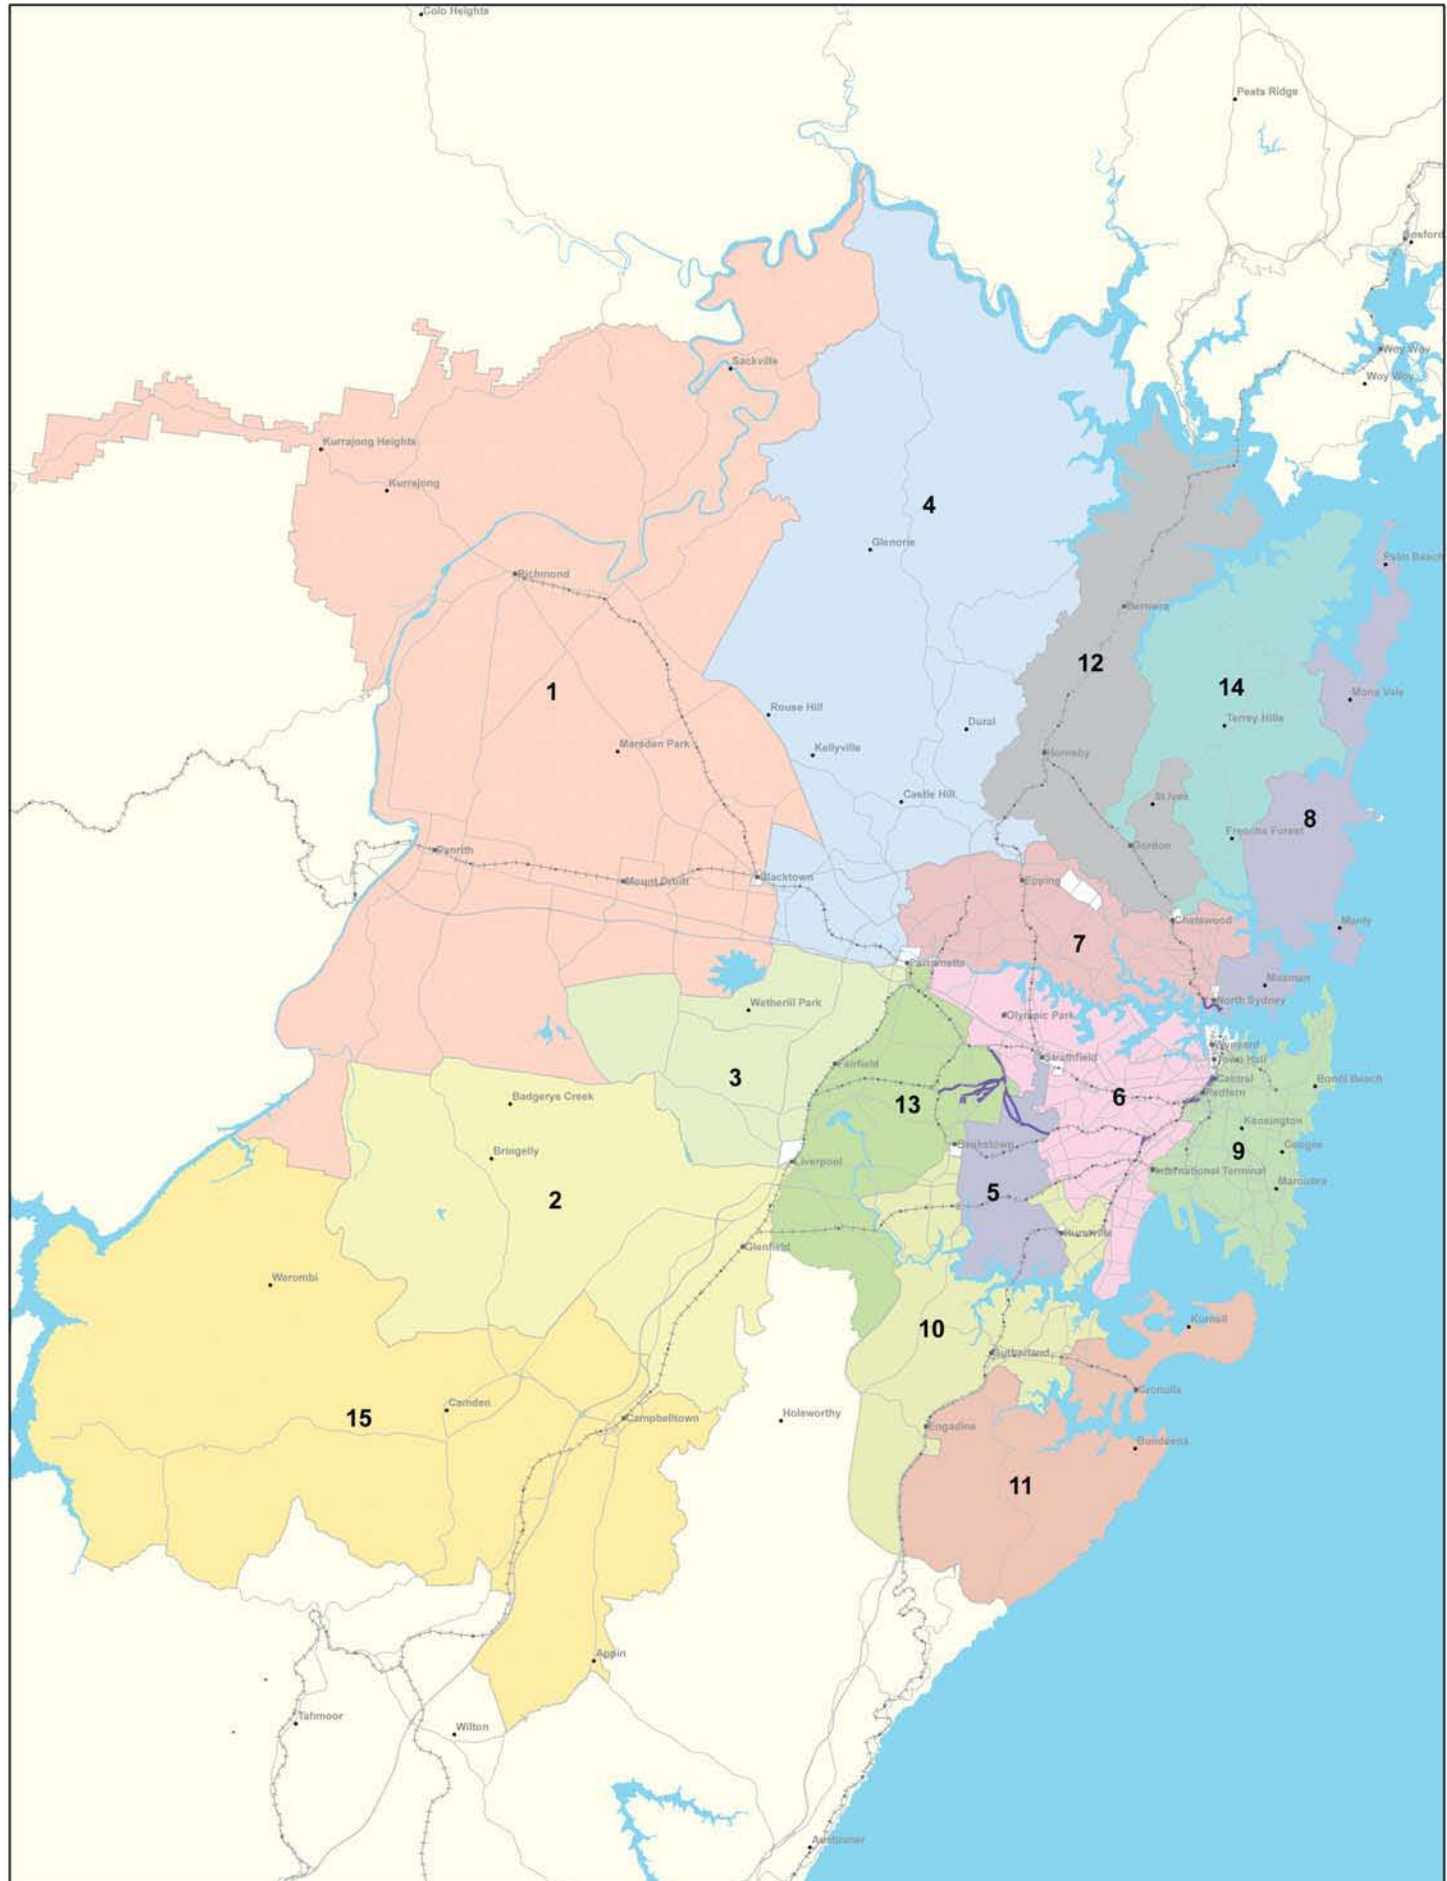 Colo Heights
Peats Ridge
Gosford
Woy Woy
Sackville
Woy Woy
Kurrajong Heights
Kurrajong
4
Glenorie
Palm Beach
Richmond
Berowra
12
1
14
Mona Vale
Rouse Hill
Terrey Hills
Dural
Marsden Park
Kellyville
Hornsby
Castle Hill
St Ives
8
Frenchs Forest
Penrith
Gordon
Mount Druitt
Blacktown
Epping
Chatswood
Manly
7
Parramatta
Mosman
Wetherill Park
North Sydney
Olympic Park
Wynyard
Strathfield
Town Hall
Fairfield
3
Central
Bondi Beach
Badgerys Creek
13
6
Redfern
Kensington
Bankstown
9
Coogee
Bringelly
Liverpool
International Terminal
2
5
Maroubra
Hurstville
Glenfield
Werombi
10
Kurnell
Sutherland
Cronulla
Camden
15
Campbelltown
Holsworthy
Engadine
Bundeena
11
Appin
Tahmoor
Wilton
Austinmer